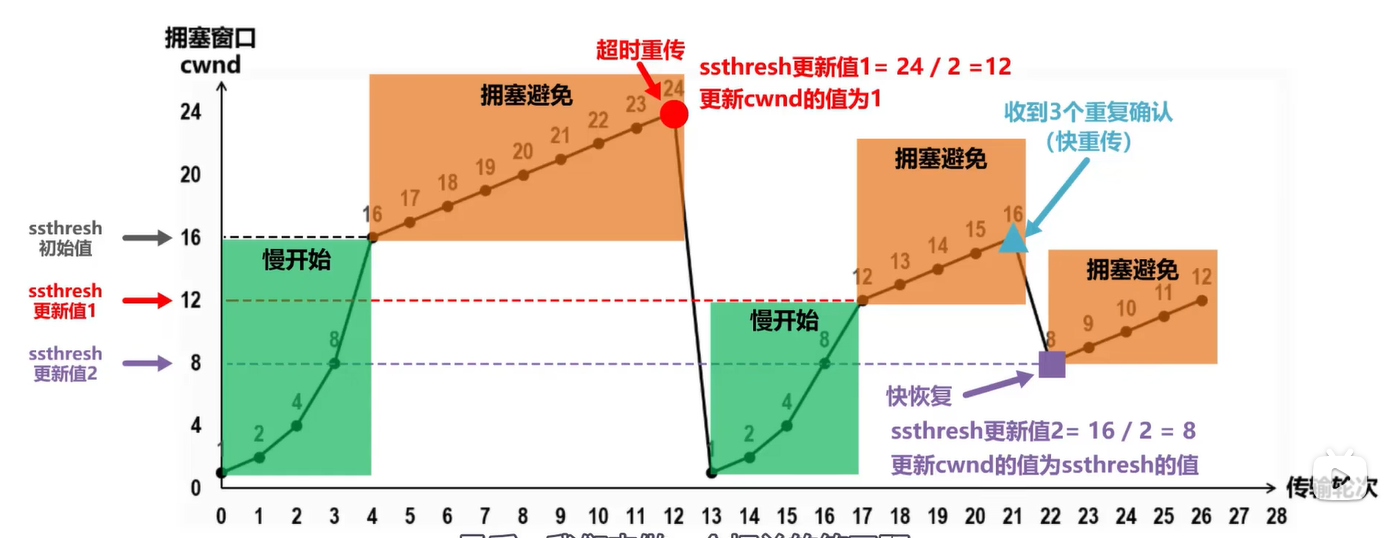 拥塞窗口
cwnd
超时重传
ssthresh更新值1= 24 / 2 =12
更新cwnd的值为1
拥塞避免
24
23
22
21
20
19
18
17
16
收到3个重复确认
（快重传）
拥塞避免
16
15
14
13
12
拥塞避免
12
11
10
9
8
慢开始
8
4
2
1
慢开始
8
4
2
1
24
20
16
12
8
4
0
ssthresh
初始值
ssthresh
更新值1
ssthresh
更新值2
快恢复
ssthresh更新值2= 16 / 2 = 8
更新cwnd的值为ssthresh的值
传输轮次
0 1 2 3 4 5 6 7 8 9 10 11 12 13 14 15 16 17 18 19 20 21 22 23 24 25 26 27 28